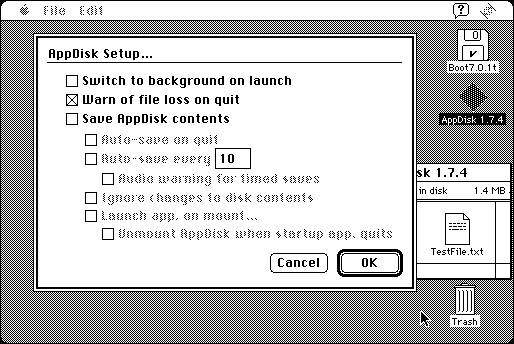 File Edit
AppDisk Setup...
Switch to background on launch
Warn of file loss on quit
Save AppDisk contents
Auto-save on quit
Auto-save every 10
Audio warning for timed saves
Ignore changes to disk contents
Launch app. on mount...
Unmount AppDisk when startup app. quits
Cancel OK
Boot7.0.1t
AppDisk 1.7.4
sk 1.7.4
in disk 1.4 MB
TestFile.txt
Trash